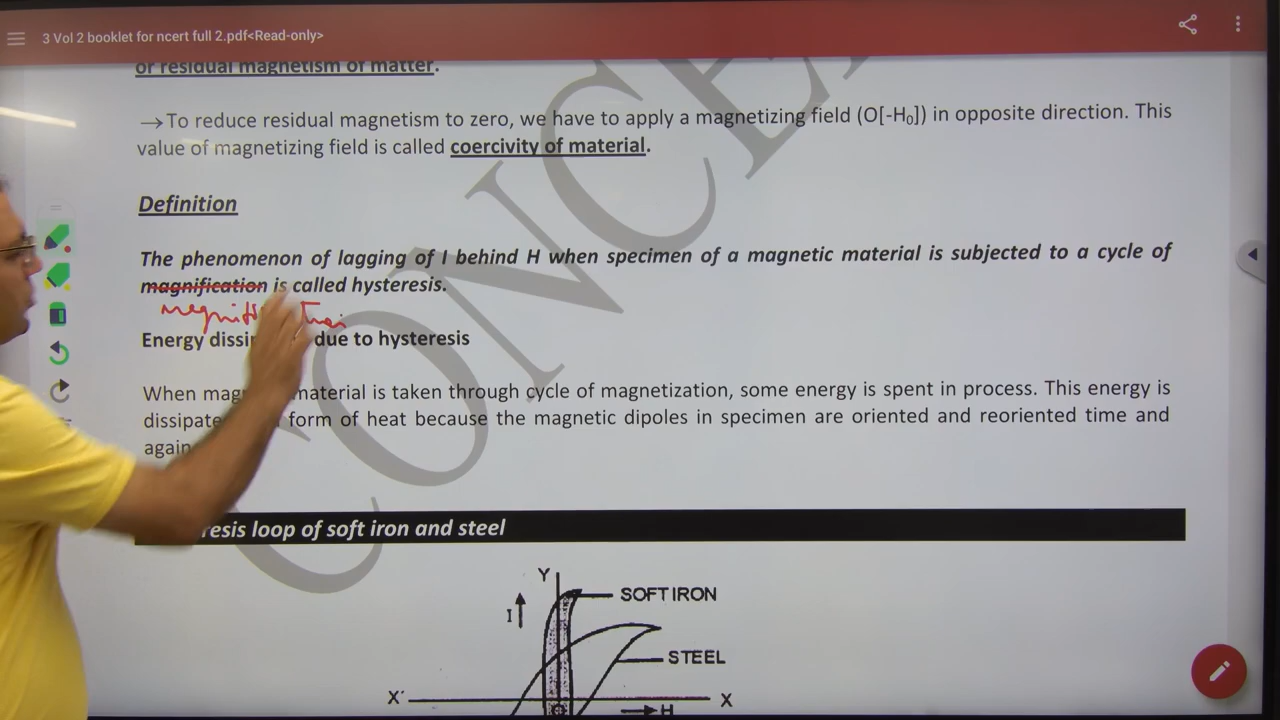 3 Vol 2 booklet for ncert full 2.pdf<Read-only>
or residual magnetism of matter.
→To reduce residual magnetism to zero, we have to apply a magnetizing field (O[-H₀]) in opposite direction. This
value of magnetizing field is called coercivity of material.
Definition
The phenomenon of lagging of I behind H when specimen of a magnetic material is subjected to a cycle of
magnification is called hysteresis.
Energy due to hysteresis
When material is taken through cycle of magnetization, some energy is spent in process. This energy is
form of heat because the magnetic dipoles in specimen are oriented and reoriented time and
again
loop of soft iron and steel
Y
SOFT IRON
I
STEEL
X'
X
H
CONCE